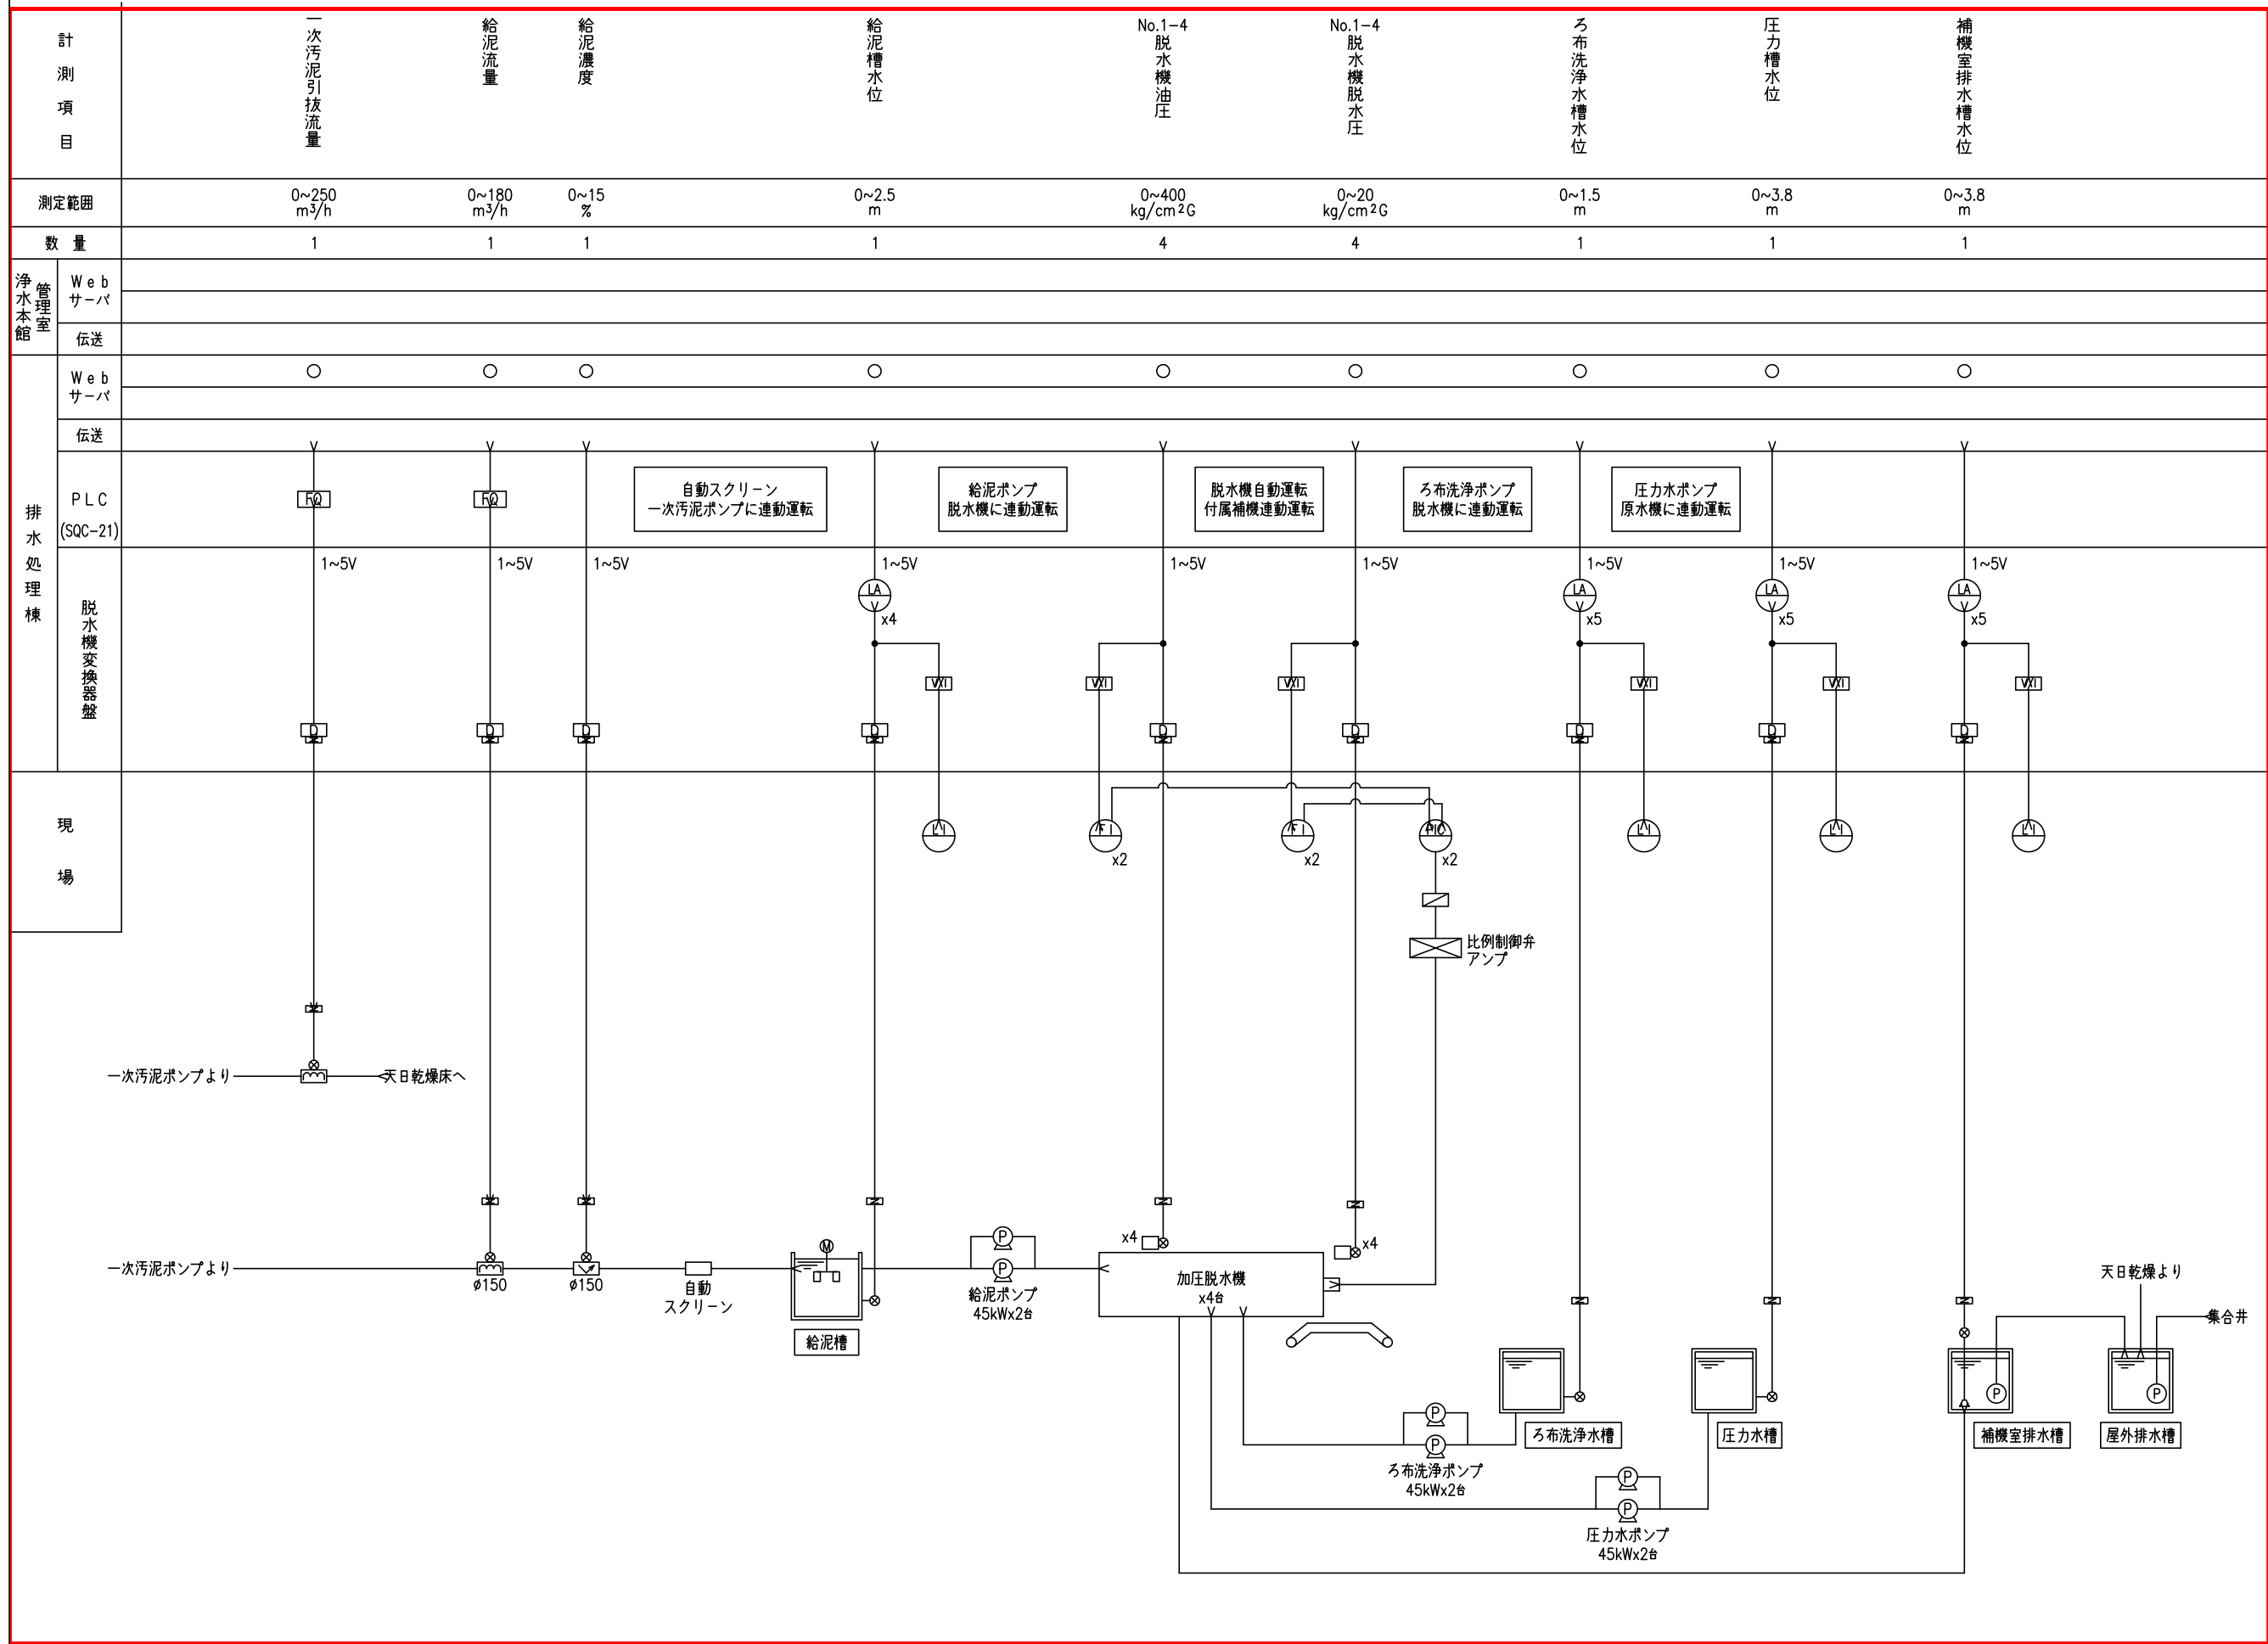 計測項目
一次汚泥引抜流量
給泥流量
給泥濃度
給泥槽水位
No.1-4
脱水機油圧
No.1-4
脱水機脱水圧
ろ布洗浄水槽水位
圧力槽水位
補機室排水槽水位
測定範囲
0~250
m³/h
0~180
m³/h
0~15
%
0~2.5
m
0~400
kg/cm²G
0~20
kg/cm²G
0~1.5
m
0~3.8
m
0~3.8
m
数 量
1
1
1
1
4
4
1
1
1
浄水本館
管理室
Web
サーバ
伝送
排水処理棟
Web
サーバ
伝送
PLC
(SQC-21)
FQ
FQ
自動スクリーン
一次汚泥ポンプに連動運転
給泥ポンプ
脱水機に連動運転
脱水機自動運転
付属補機連動運転
ろ布洗浄ポンプ
脱水機に連動運転
圧力水ポンプ
原水機に連動運転
脱水機変換器盤
1~5V
1~5V
1~5V
1~5V
1~5V
1~5V
1~5V
1~5V
1~5V
LA
x4
LA
x5
LA
x5
LA
x5
V/I
V/I
V/I
V/I
V/I
V/I
D
D
D
D
D
D
D
D
D
現場
LI
FI
x2
FI
x2
PIC
x2
LI
LI
LI
比例制御弁
アンプ
一次汚泥ポンプより
天日乾燥床へ
一次汚泥ポンプより
φ150
φ150
自動
スクリーン
M
給泥槽
P
P
給泥ポンプ
45kWx2台
x4
x4
加圧脱水機
x4台
天日乾燥より
集合井
P
P
P
P
ろ布洗浄水槽
圧力水槽
補機室排水槽
屋外排水槽
ろ布洗浄ポンプ
45kWx2台
P
P
圧力水ポンプ
45kWx2台